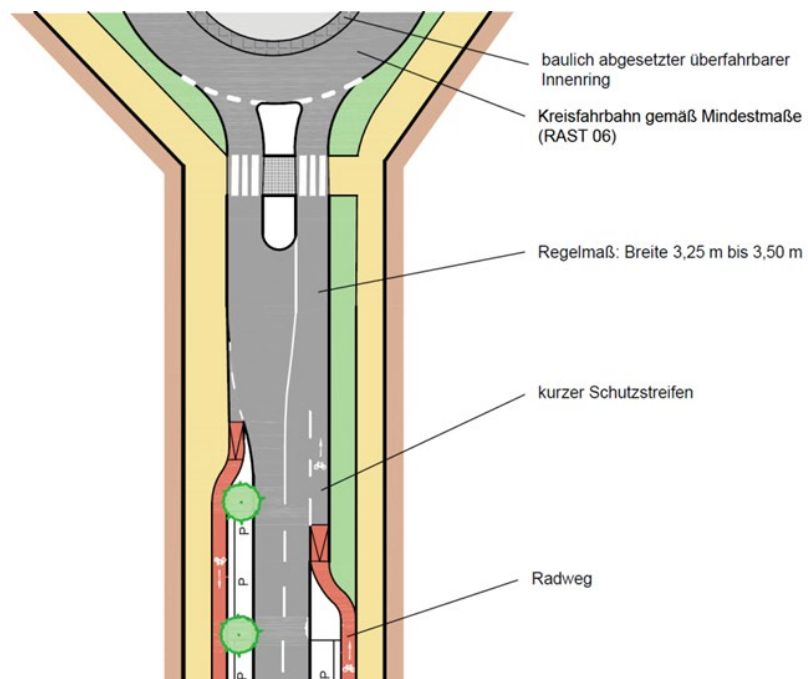 baulich abgesetzter überfahrbarer
Innenring
Kreisfahrbahn gemäß Mindestmaße
(RAST 06)
Regelmaß: Breite 3,25 m bis 3,50 m
kurzer Schutzstreifen
Radweg
P
P
P
P
P